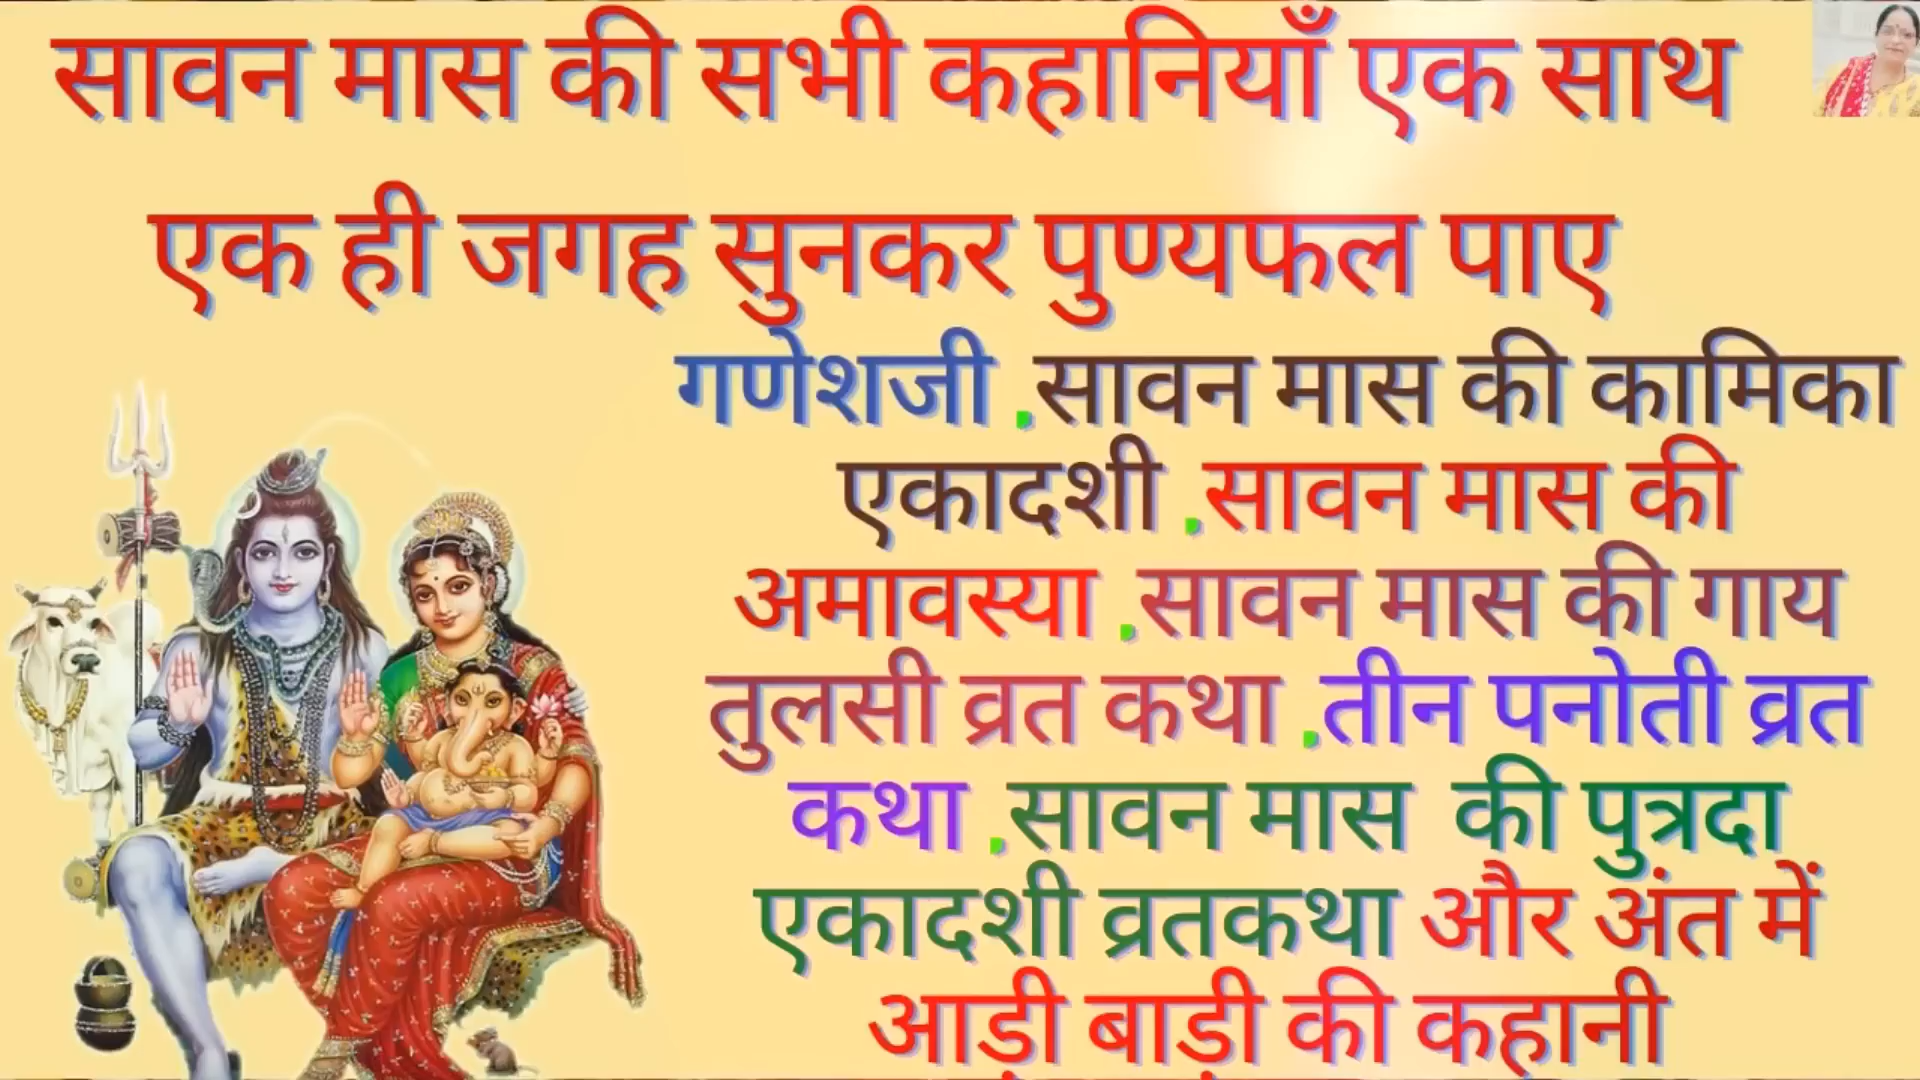 सावन मास की सभी कहानियाँ एक साथ
एक ही जगह सुनकर पुण्यफल पाए
गणेशजी .सावन मास की कामिका
एकादशी .सावन मास की
अमावस्या .सावन मास की गाय
तुलसी व्रत कथा .तीन पनोती व्रत
कथा .सावन मास की पुत्रदा
एकादशी व्रतकथा और अंत में
आड़ी बाड़ी की कहानी